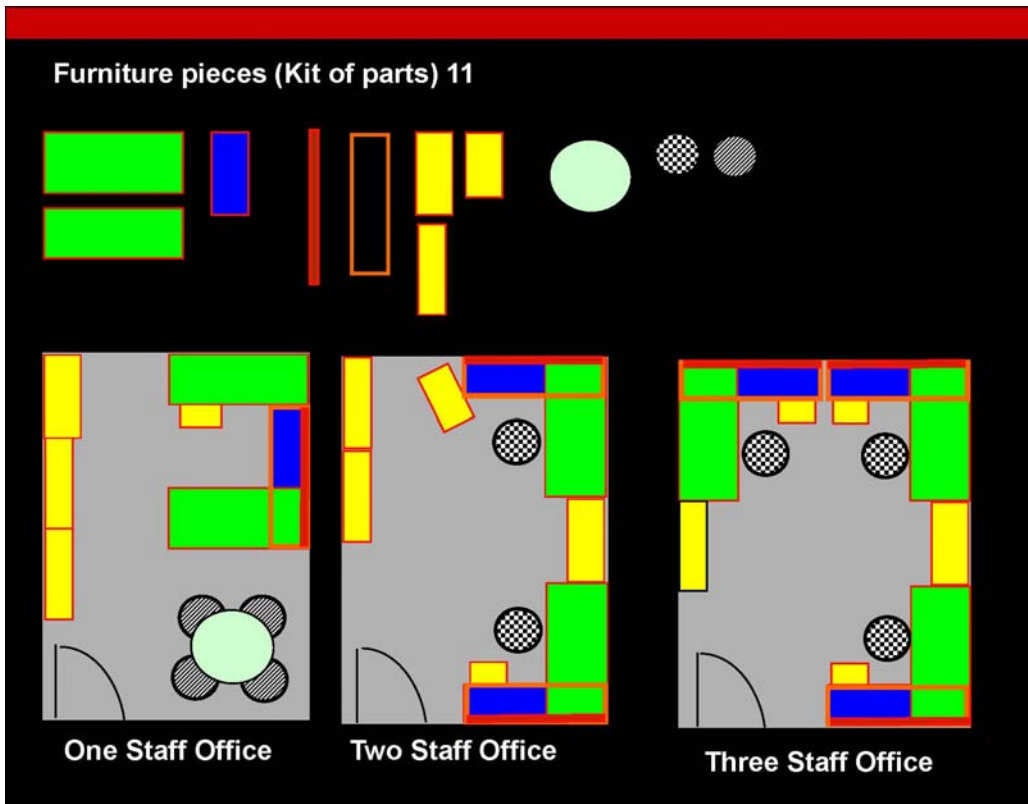 Furniture pieces (Kit of parts) 11
One Staff Office
Two Staff Office
Three Staff Office